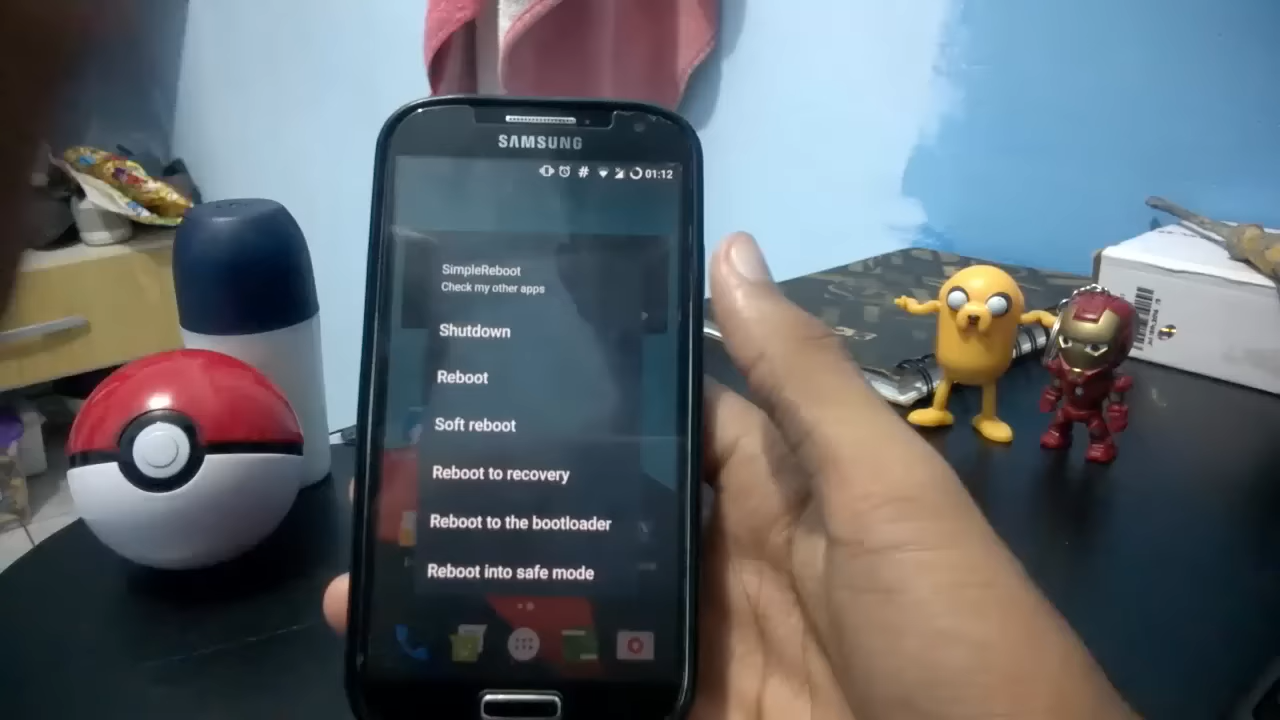 SAMSUNG
# 01:12
SimpleReboot
Check my other apps
Shutdown
Reboot
Soft reboot
Reboot to recovery
Reboot to the bootloader
Reboot into safe mode